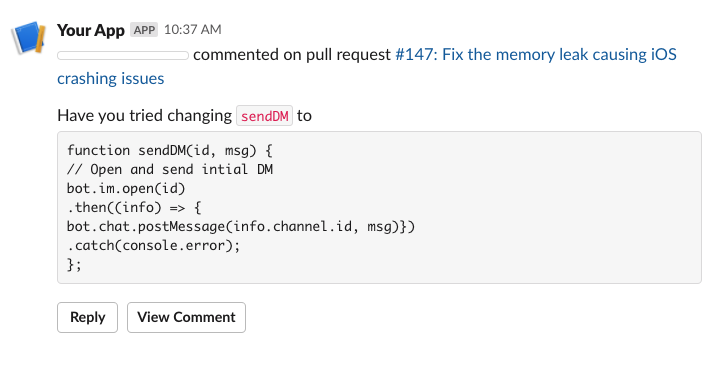 Your App APP 10:37 AM
commented on pull request #147: Fix the memory leak causing iOS
crashing issues
Have you tried changing sendDM to
function sendDM(id, msg) {
// Open and send intial DM
bot.im.open(id)
.then((info) => {
bot.chat.postMessage(info.channel.id, msg)})
.catch(console.error);
};
Reply View Comment